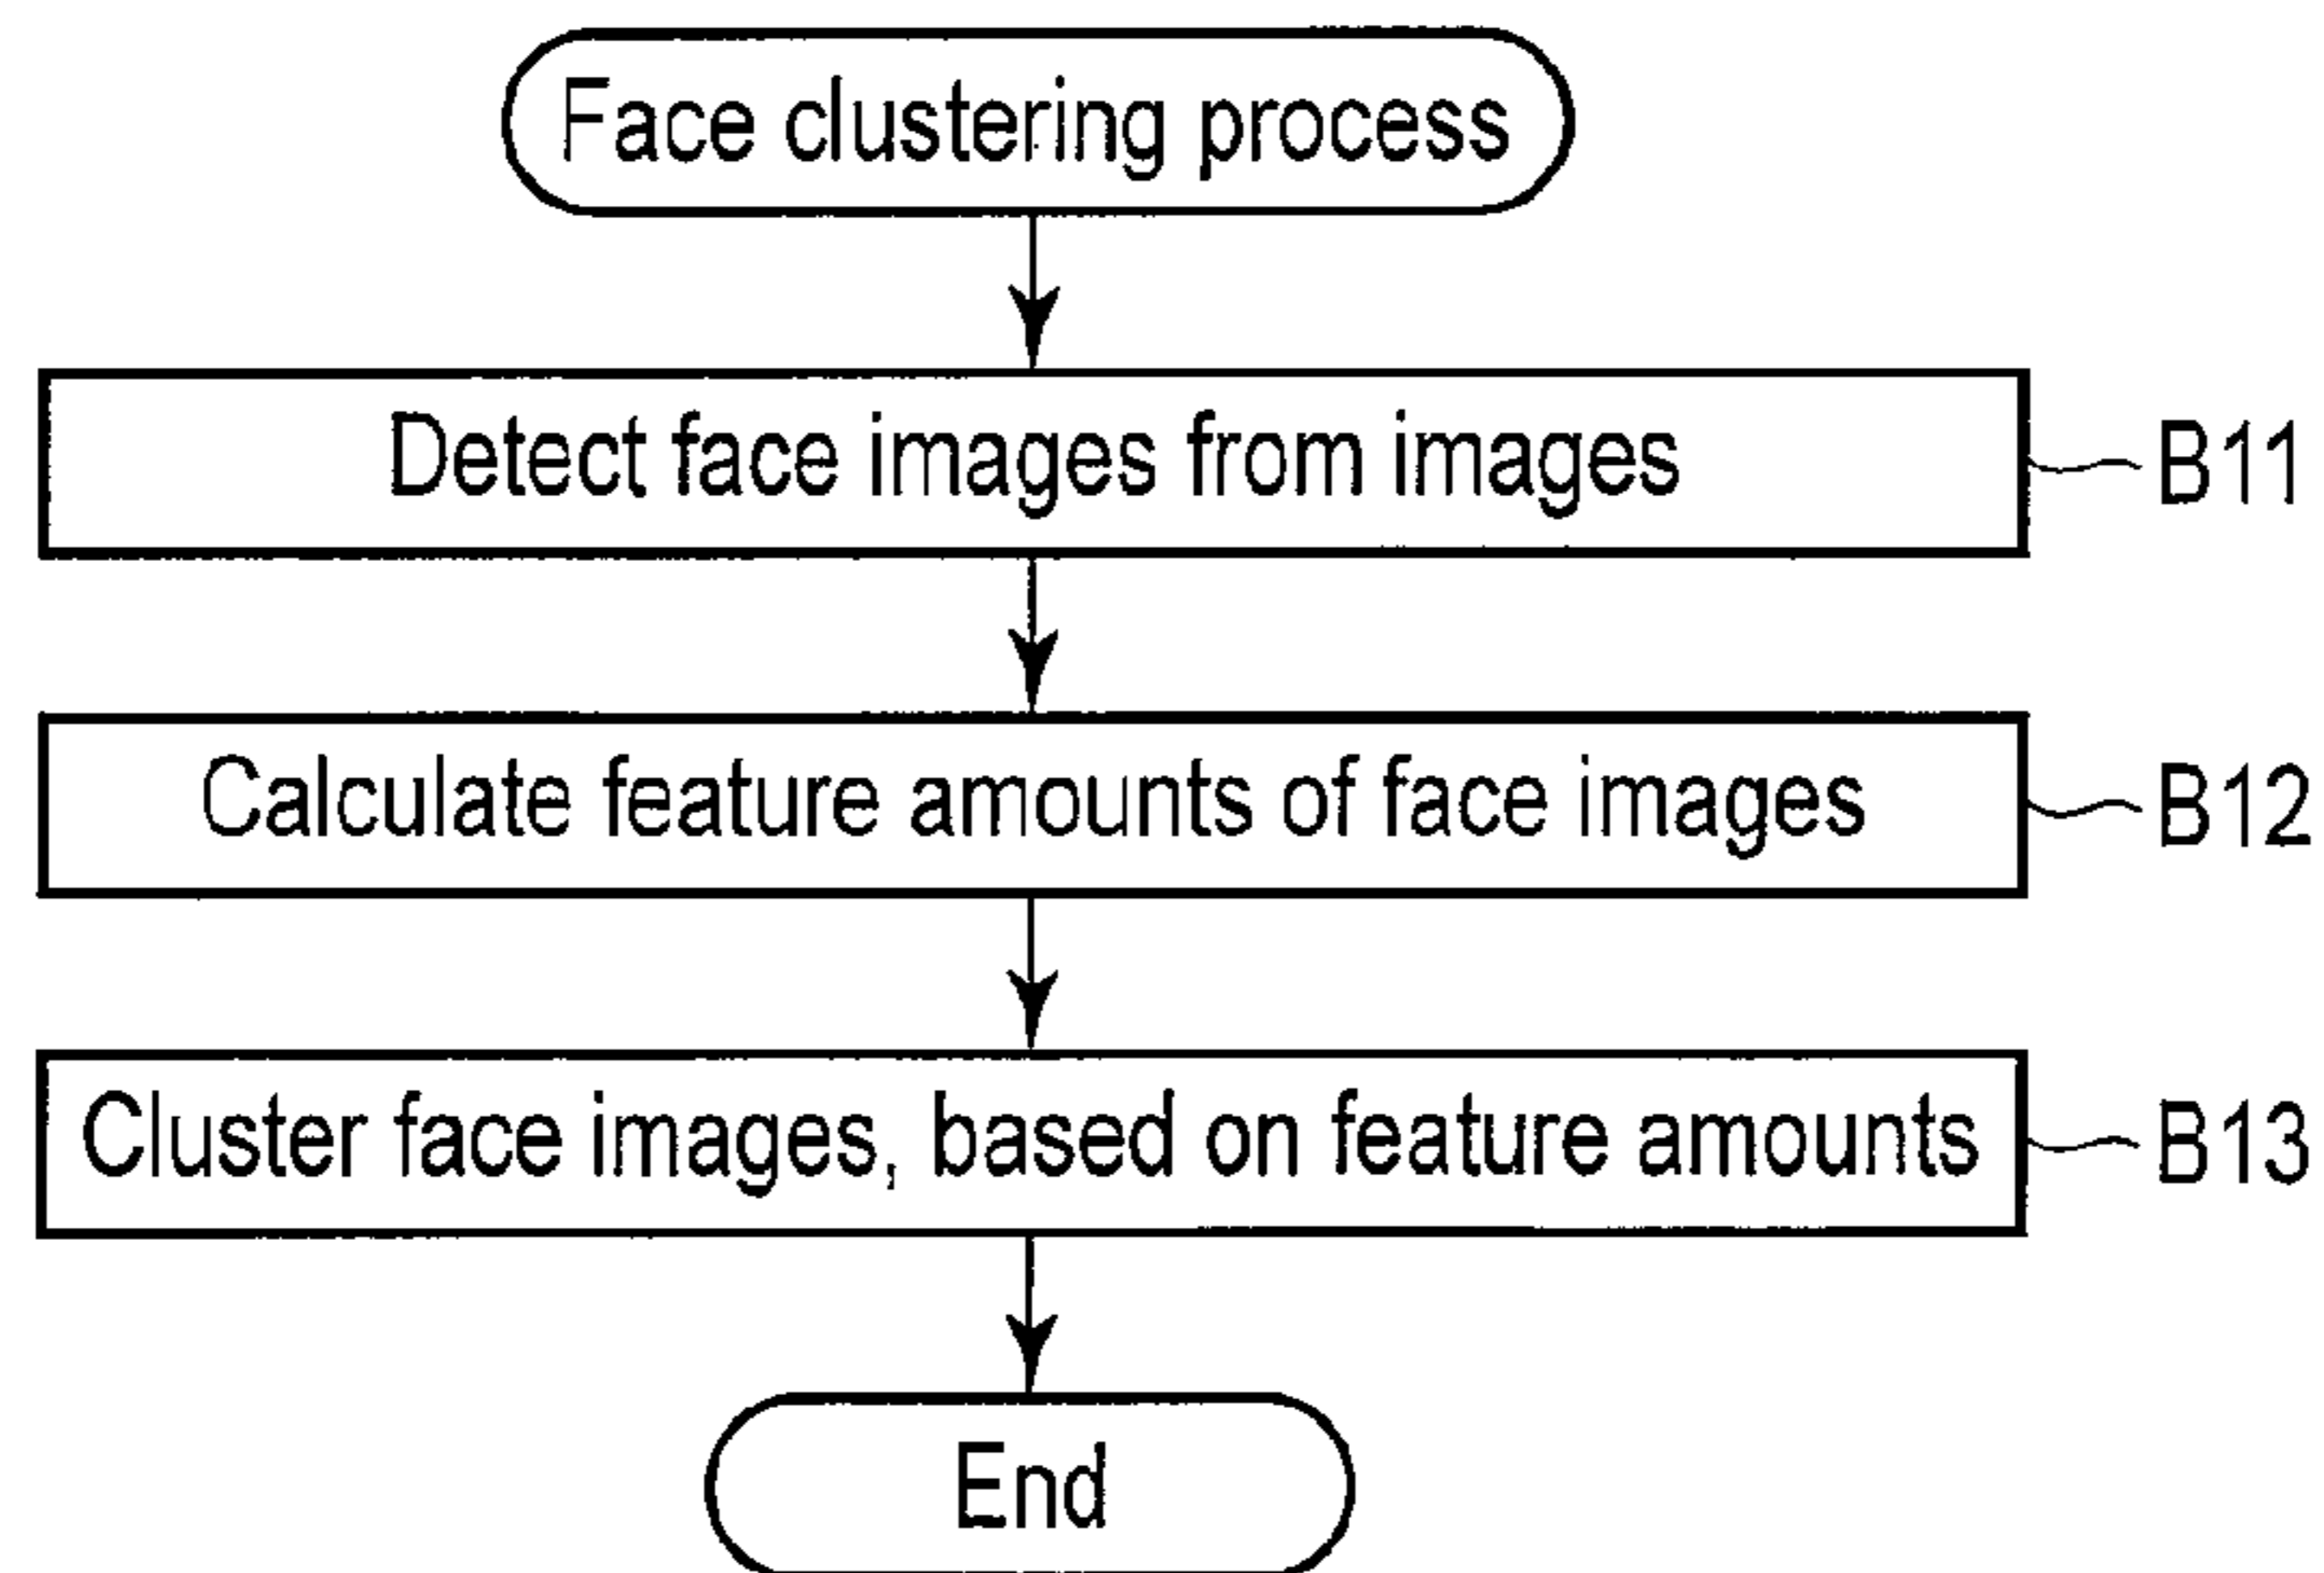 Face clustering process
Detect face images from images
B11
Calculate feature amounts of face images
B12
Cluster face images, based on feature amounts
B13
End